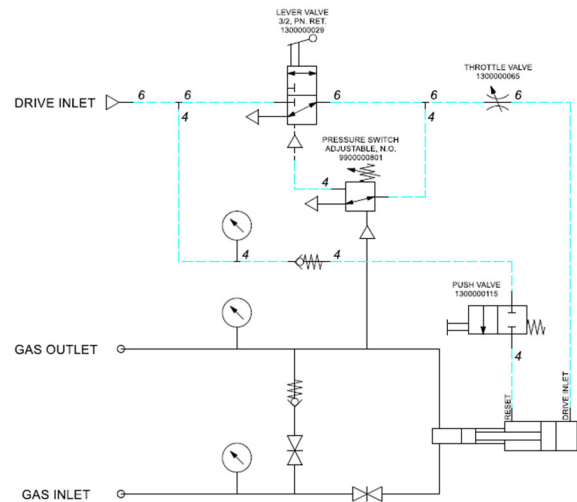 LEVER VALVE
3/2, PN. RET.
1300000029
DRIVE INLET
6
6
4
6
6
4
THROTTLE VALVE
1300000065
6
PRESSURE SWITCH
ADJUSTABLE, N.O.
9900000801
4
4
4
PUSH VALVE
1300000115
4
GAS OUTLET
RESET
DRIVE INLET
GAS INLET